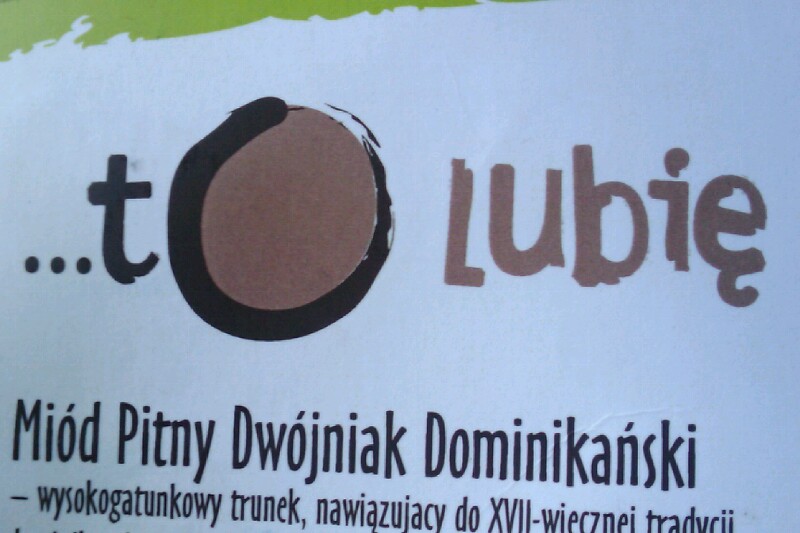 ...to lubię
Miód Pitny Dwójniak Dominikański
– wysokogatunkowy trunek, nawiązujący do XVII-wiecznej tradycji